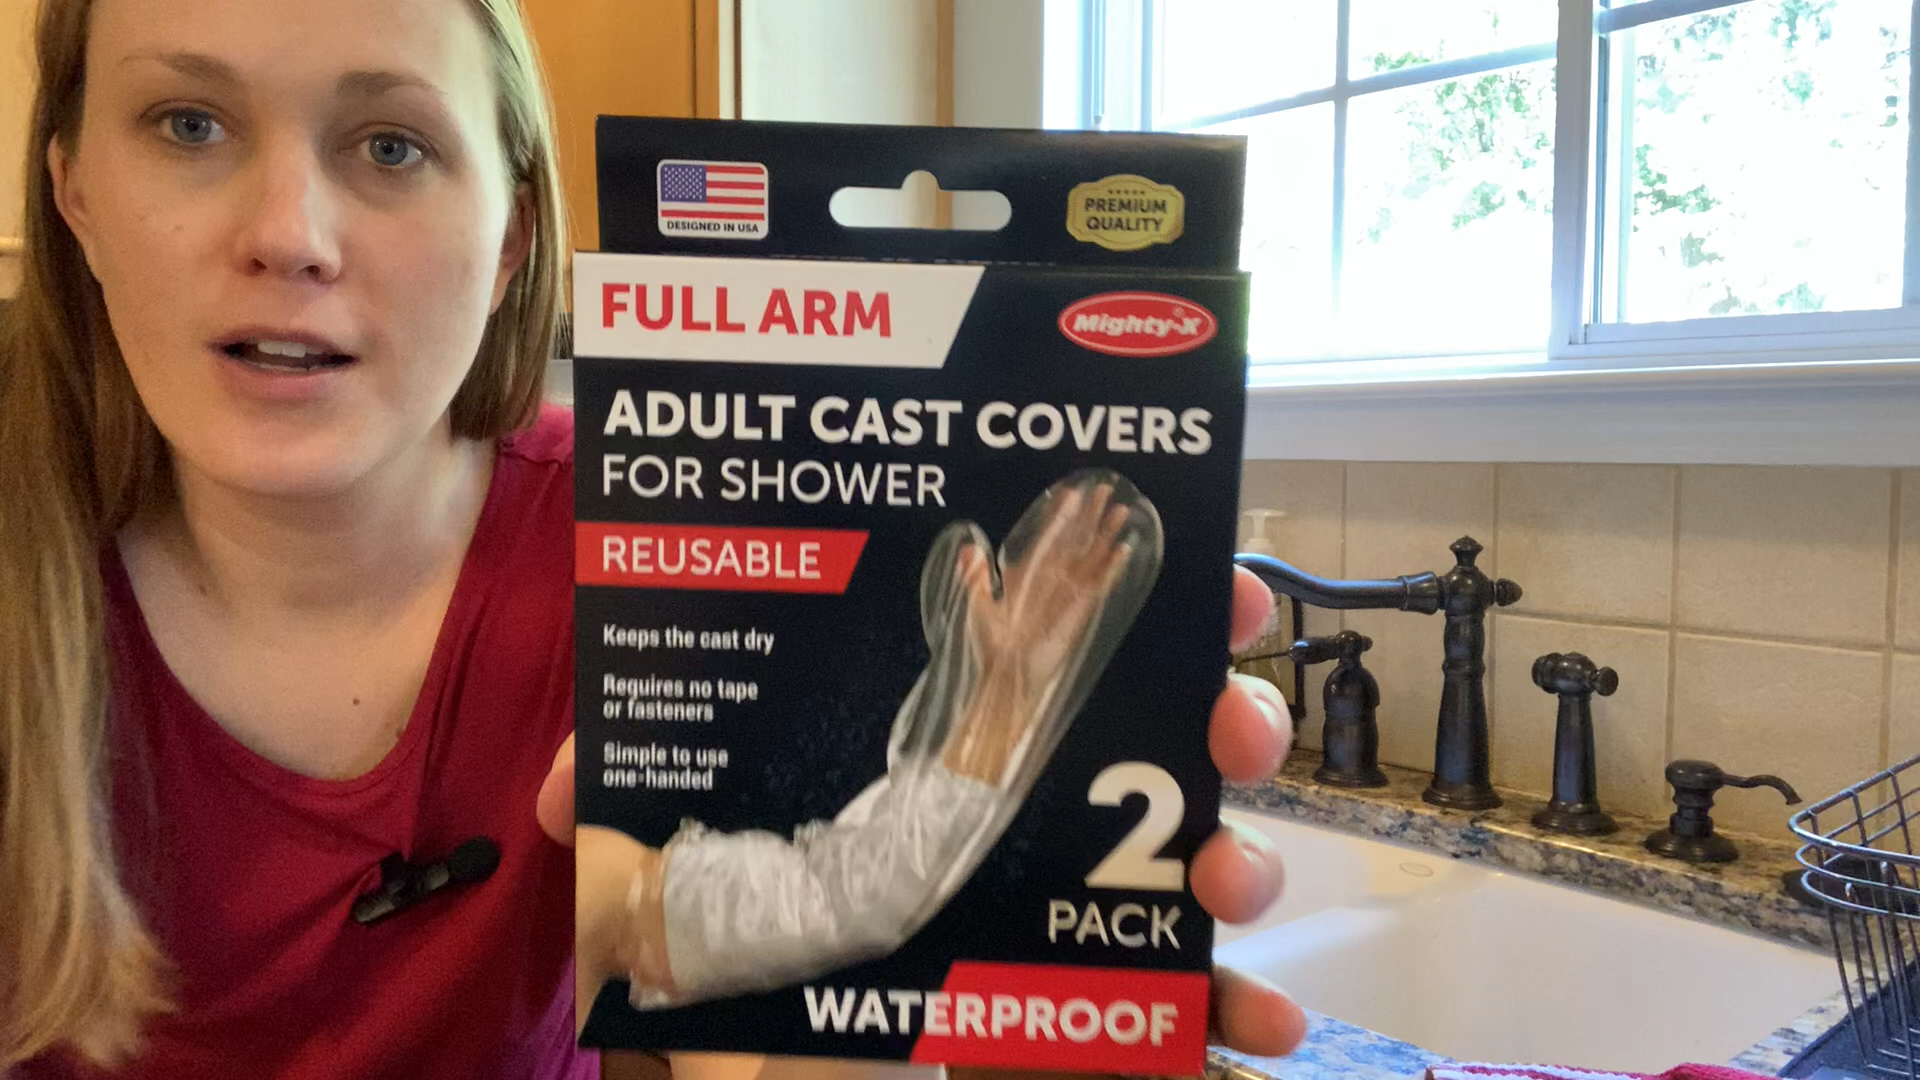 DESIGNED IN USA
PREMIUM
QUALITY
FULL ARM
Mighty-X
ADULT CAST COVERS
FOR SHOWER
REUSABLE
Keeps the cast dry
Requires no tape
or fasteners
Simple to use
one-handed
2
PACK
WATERPROOF